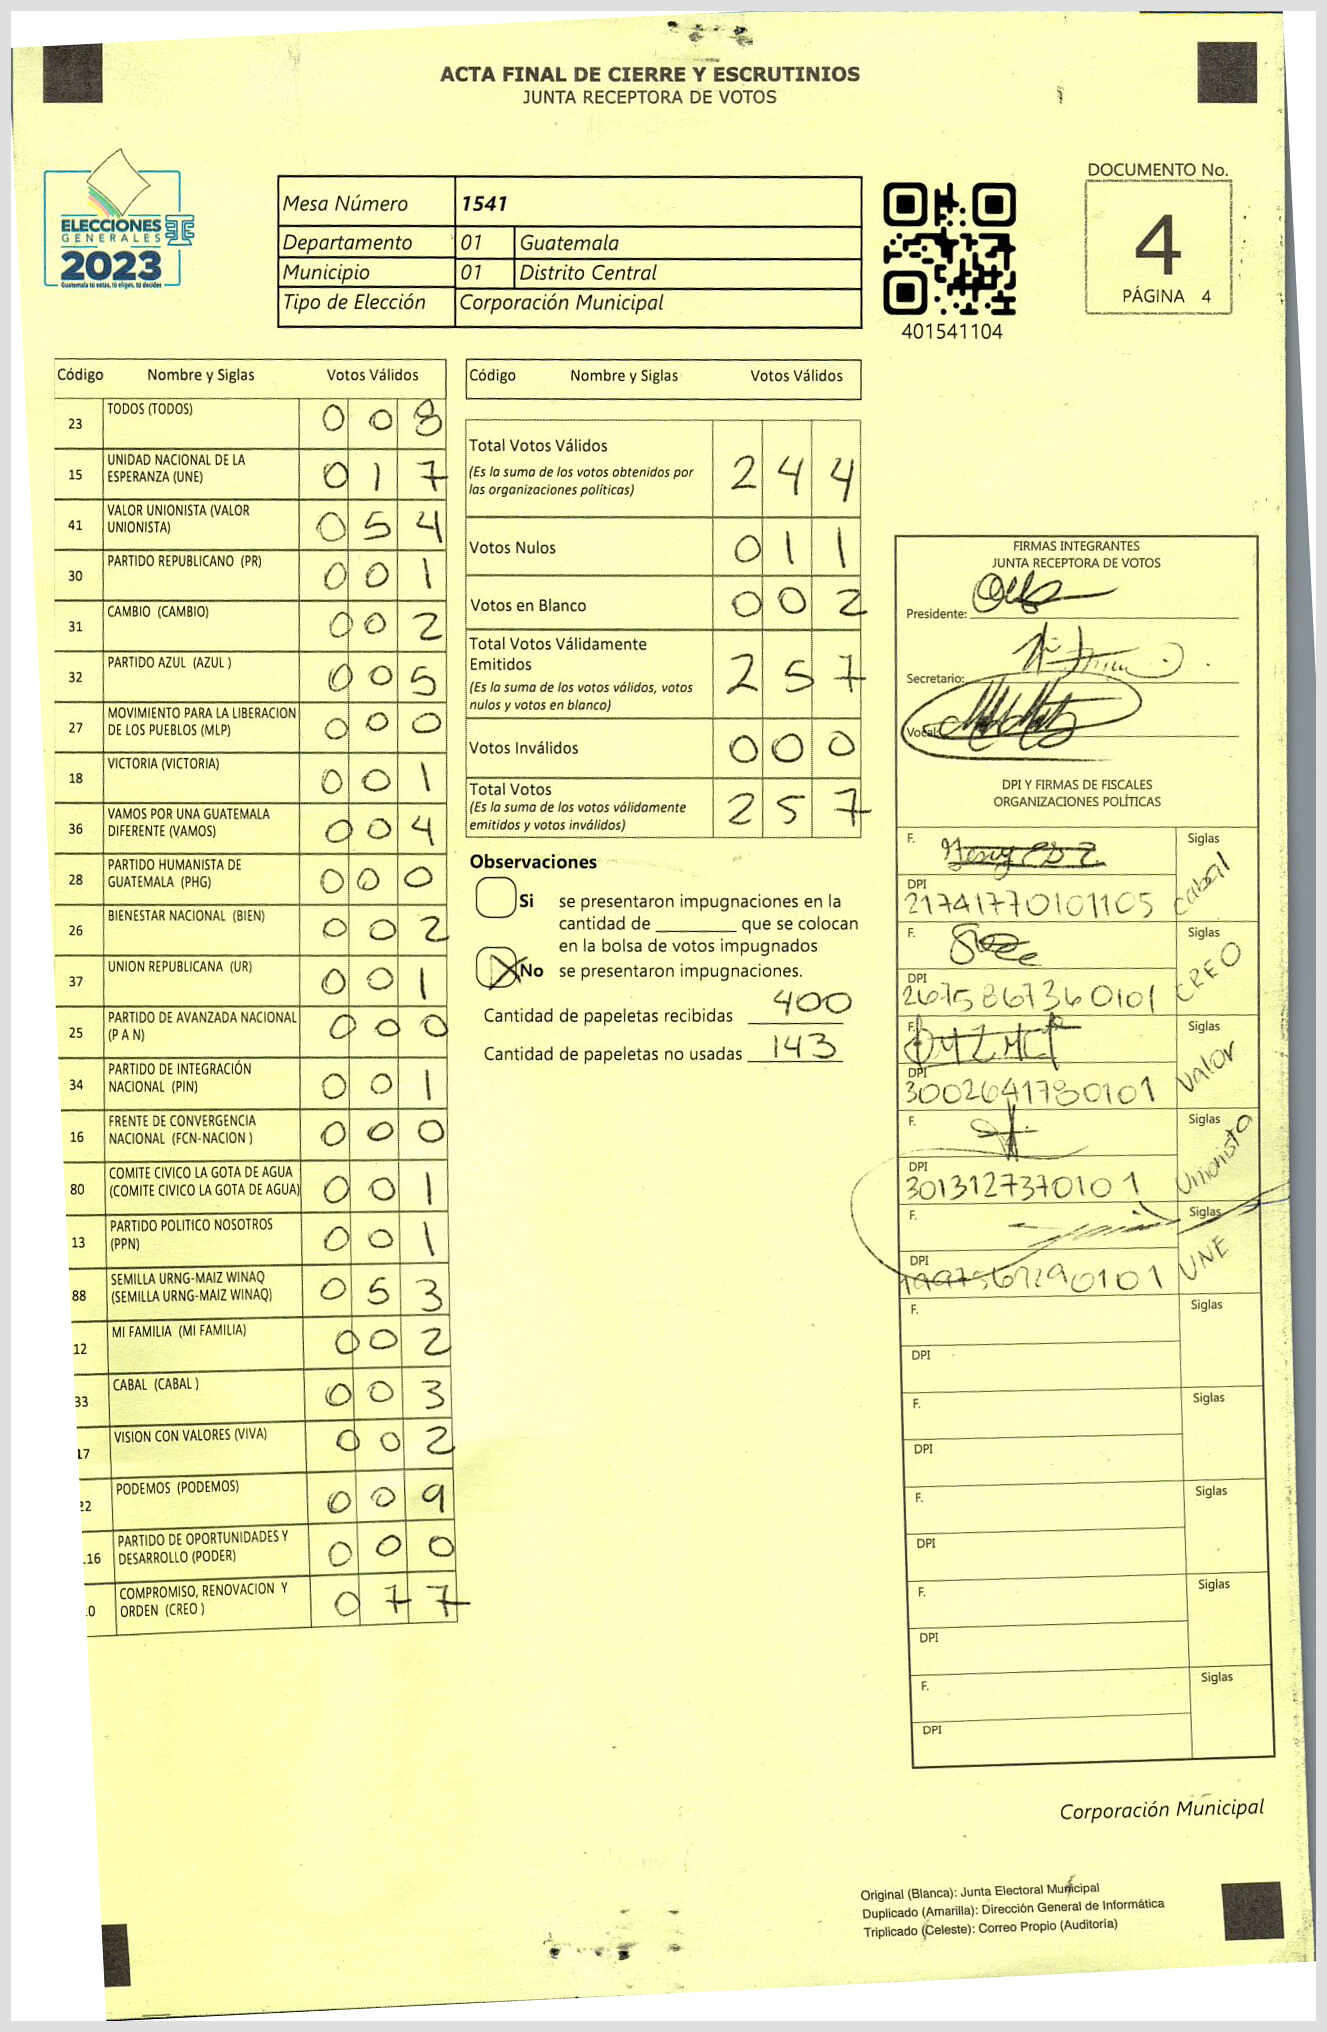 ACTA FINAL DE CIERRE Y ESCRUTINIOS
JUNTA RECEPTORA DE VOTOS
ELECCIONES
GENERALES
2023
Guatemala tú votas, tú eliges, tú decides
Mesa Número 1541
Departamento 01 Guatemala
Municipio 01 Distrito Central
Tipo de Elección Corporación Municipal
401541104
DOCUMENTO No.
4
PÁGINA 4
Código Nombre y Siglas Votos Válidos
23 TODOS (TODOS) 0 0 8
15 UNIDAD NACIONAL DE LA
ESPERANZA (UNE) 0 1 7
41 VALOR UNIONISTA (VALOR
UNIONISTA) 0 5 4
30 PARTIDO REPUBLICANO (PR) 0 0 1
31 CAMBIO (CAMBIO) 0 0 2
32 PARTIDO AZUL (AZUL ) 0 0 5
27 MOVIMIENTO PARA LA LIBERACION
DE LOS PUEBLOS (MLP) 0 0 0
18 VICTORIA (VICTORIA) 0 0 1
36 VAMOS POR UNA GUATEMALA
DIFERENTE (VAMOS) 0 0 4
28 PARTIDO HUMANISTA DE
GUATEMALA (PHG) 0 0 0
26 BIENESTAR NACIONAL (BIEN) 0 0 2
37 UNION REPUBLICANA (UR) 0 0 1
25 PARTIDO DE AVANZADA NACIONAL
(P A N) 0 0 0
34 PARTIDO DE INTEGRACIÓN
NACIONAL (PIN) 0 0 1
16 FRENTE DE CONVERGENCIA
NACIONAL (FCN-NACION ) 0 0 0
80 COMITE CIVICO LA GOTA DE AGUA
(COMITE CIVICO LA GOTA DE AGUA) 0 0 1
13 PARTIDO POLITICO NOSOTROS
(PPN) 0 0 1
88 SEMILLA URNG-MAIZ WINAQ
(SEMILLA URNG-MAIZ WINAQ) 0 5 3
12 MI FAMILIA (MI FAMILIA) 0 0 2
33 CABAL (CABAL ) 0 0 3
17 VISION CON VALORES (VIVA) 0 0 2
22 PODEMOS (PODEMOS) 0 0 9
16 PARTIDO DE OPORTUNIDADES Y
DESARROLLO (PODER) 0 0 0
0 COMPROMISO, RENOVACION Y
ORDEN (CREO ) 0 7 7
Código Nombre y Siglas Votos Válidos
Total Votos Válidos
(Es la suma de los votos obtenidos por
las organizaciones políticas) 2 4 4
Votos Nulos 0 1 1
Votos en Blanco 0 0 2
Total Votos Válidamente
Emitidos
(Es la suma de los votos válidos, votos
nulos y votos en blanco) 2 5 7
Votos Inválidos 0 0 0
Total Votos
(Es la suma de los votos válidamente
emitidos y votos inválidos) 2 5 7
Observaciones
Si se presentaron impugnaciones en la
cantidad de ________ que se colocan
en la bolsa de votos impugnados
No se presentaron impugnaciones.
Cantidad de papeletas recibidas 400
Cantidad de papeletas no usadas 143
FIRMAS INTEGRANTES
JUNTA RECEPTORA DE VOTOS
Presidente:
Secretario:
Vocal:
DPI Y FIRMAS DE FISCALES
ORGANIZACIONES POLÍTICAS
F. Siglas
DPI
21741770101105 cabal
F. Siglas
DPI
2675867360101 CREO
F. Siglas
DPI
3002641780101 Valor
F. Siglas
DPI
3013127370101 Unionista
F. Siglas
DPI
UNE
F. Siglas
DPI
F. Siglas
DPI
F. Siglas
DPI
F. Siglas
DPI
F. Siglas
DPI
Corporación Municipal
Original (Blanca): Junta Electoral Municipal
Duplicado (Amarilla): Dirección General de Informática
Triplicado (Celeste): Correo Propio (Auditoría)